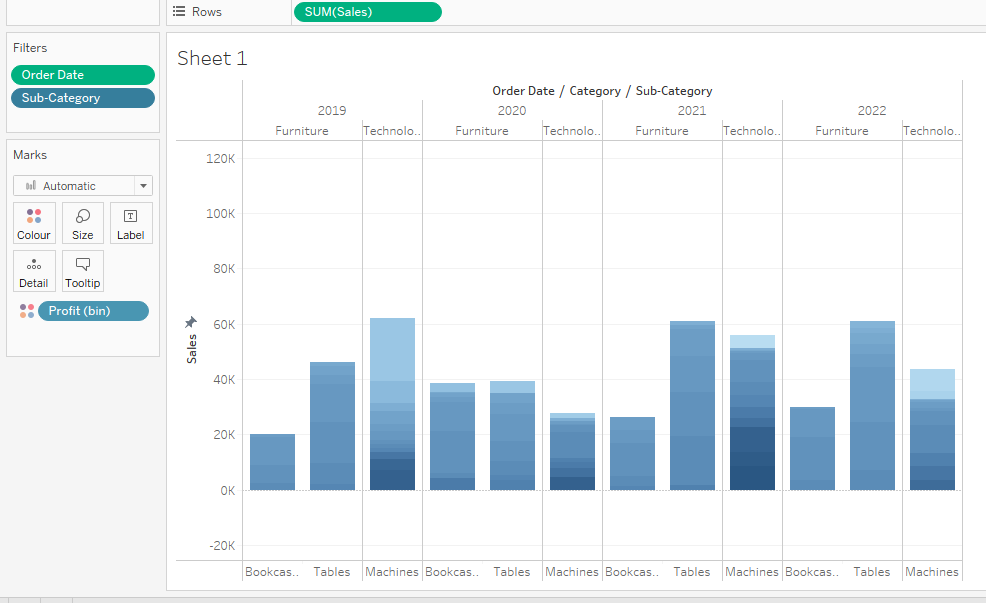 Rows
SUM(Sales)
Filters
Order Date
Sub-Category
Marks
Automatic
Colour Size Label
Detail Tooltip
Profit (bin)
Sheet 1
Order Date / Category / Sub-Category
2019 2020 2021 2022
Furniture Technolo.. Furniture Technolo.. Furniture Technolo.. Furniture Technolo..
120K
100K
80K
60K
40K
20K
0K
-20K
Sales
Bookcas.. Tables Machines Bookcas.. Tables Machines Bookcas.. Tables Machines Bookcas.. Tables Machines